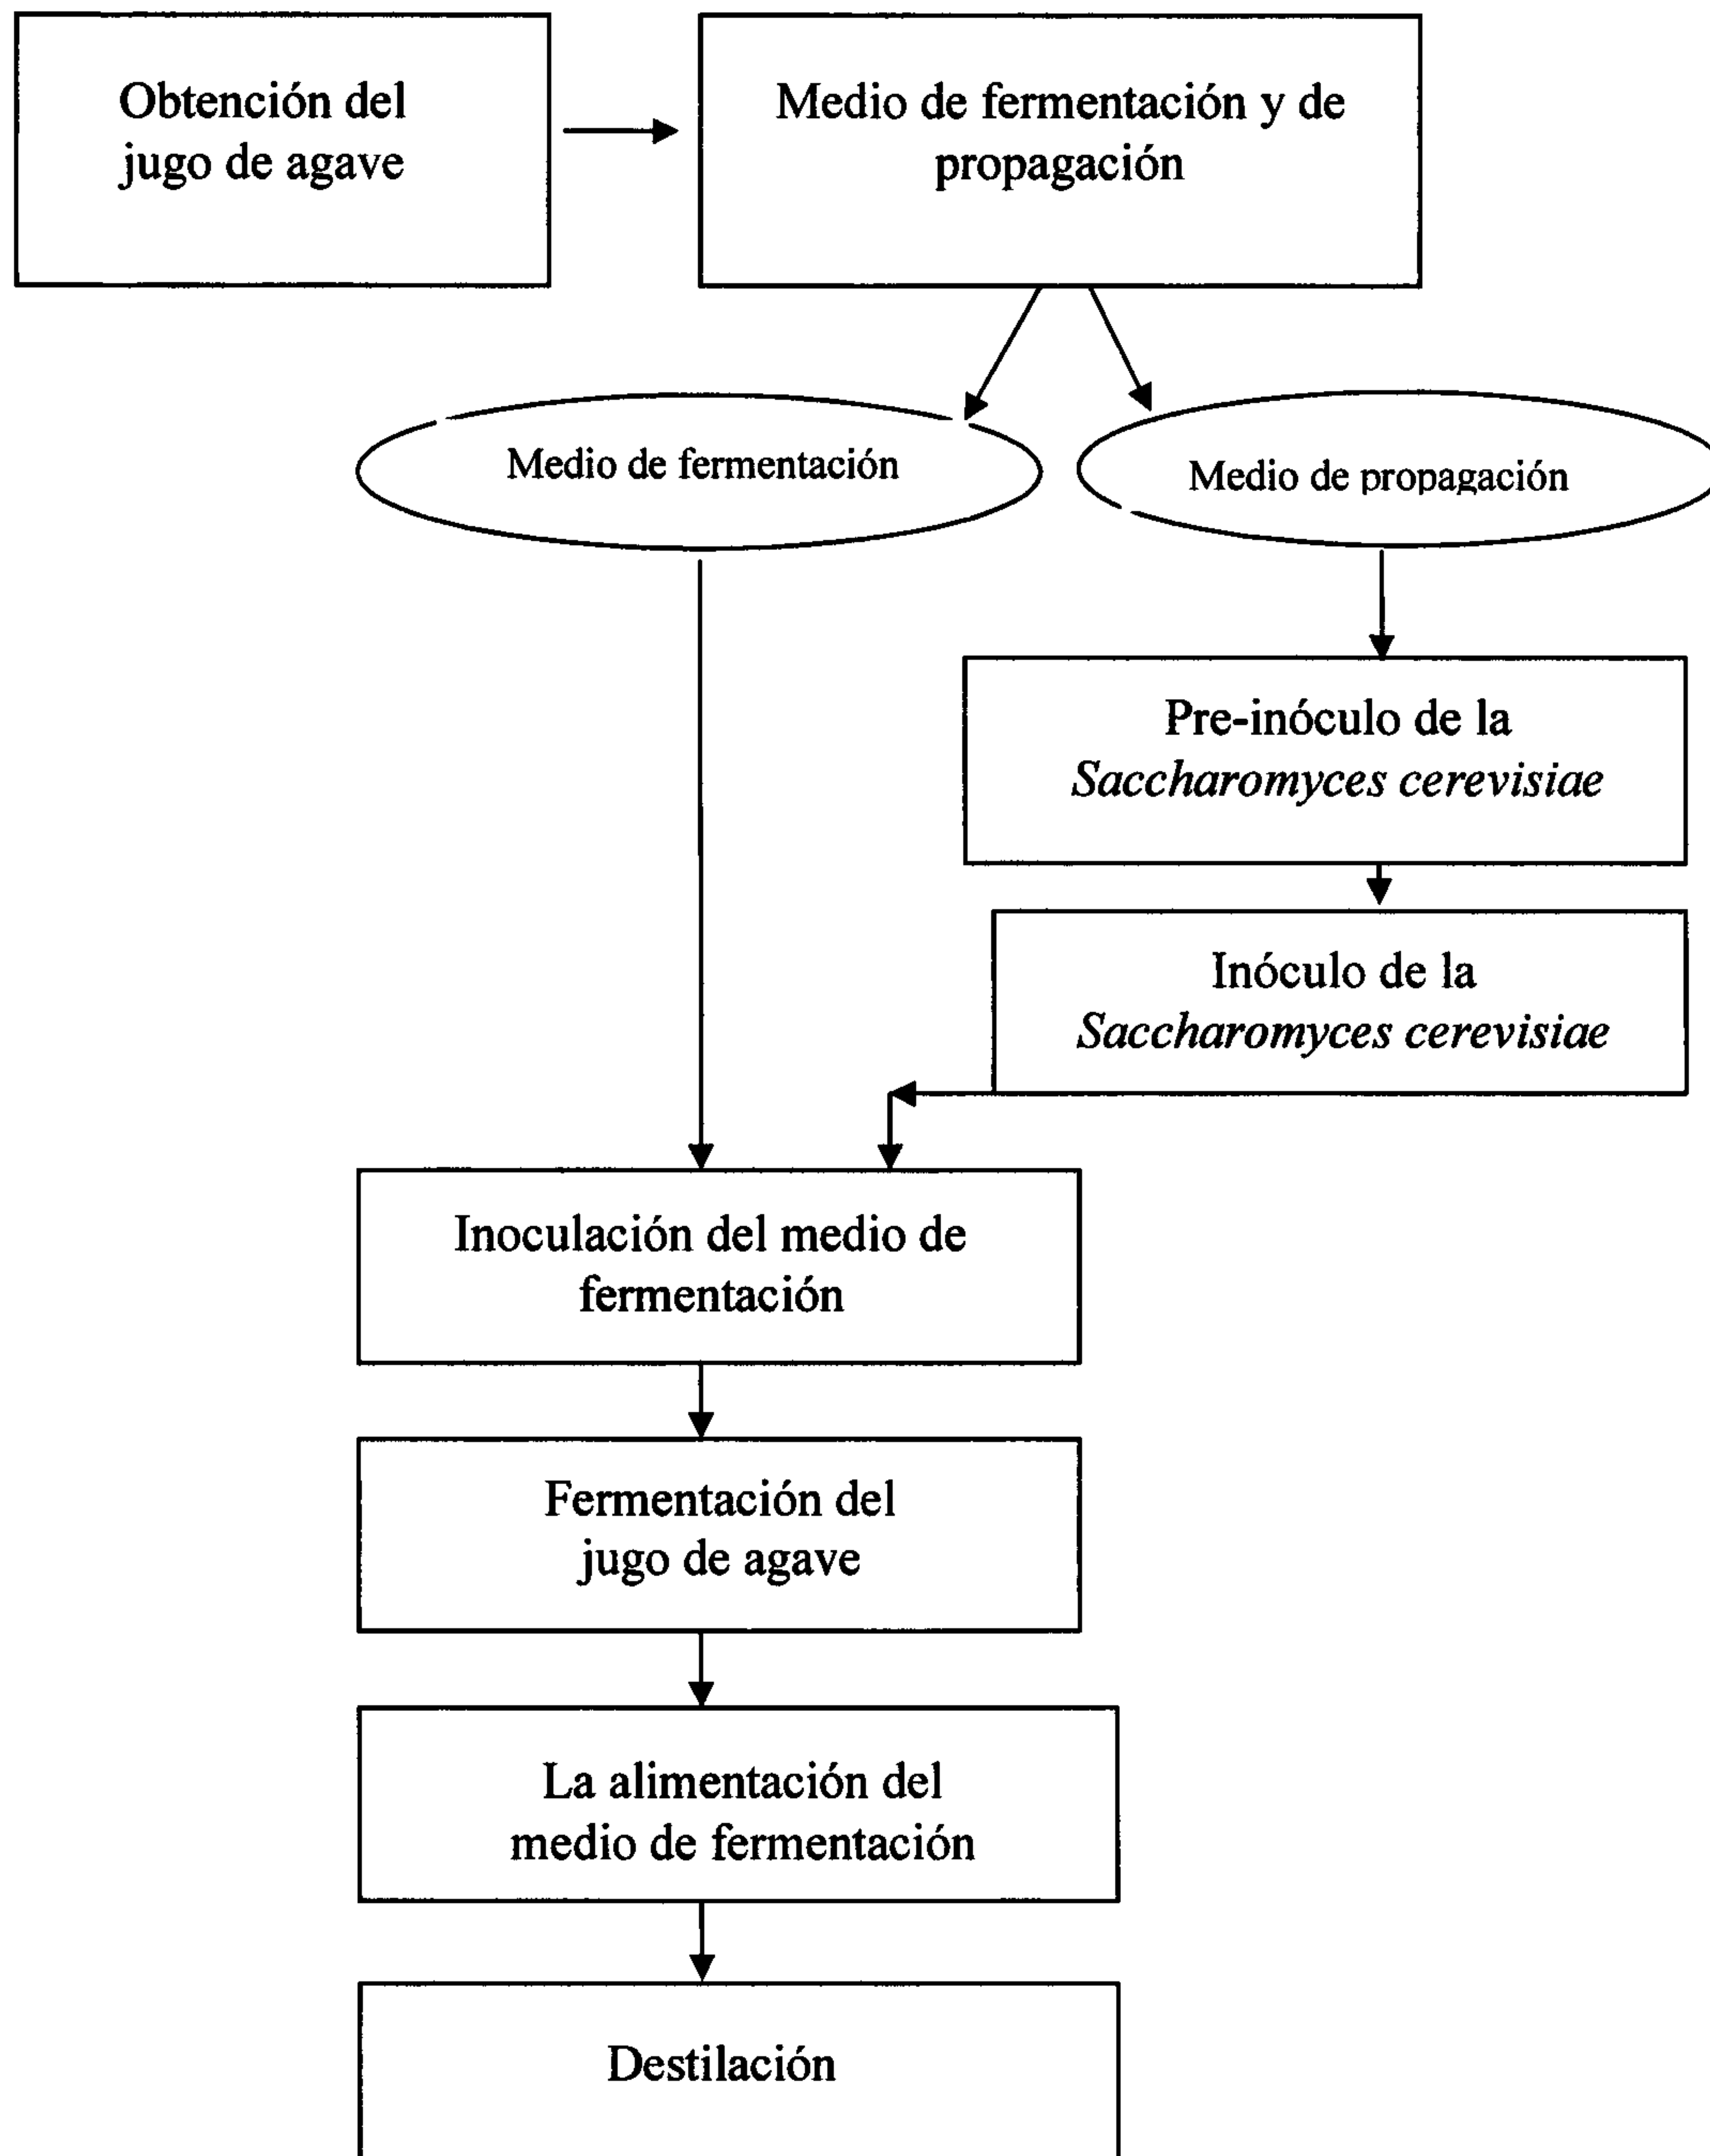 Obtención del
jugo de agave
Medio de fermentación y de
propagación
Medio de fermentación
Medio de propagación
Pre-inóculo de la
Saccharomyces cerevisiae
Inóculo de la
Saccharomyces cerevisiae
Inoculación del medio de
fermentación
Fermentación del
jugo de agave
La alimentación del
medio de fermentación
Destilación